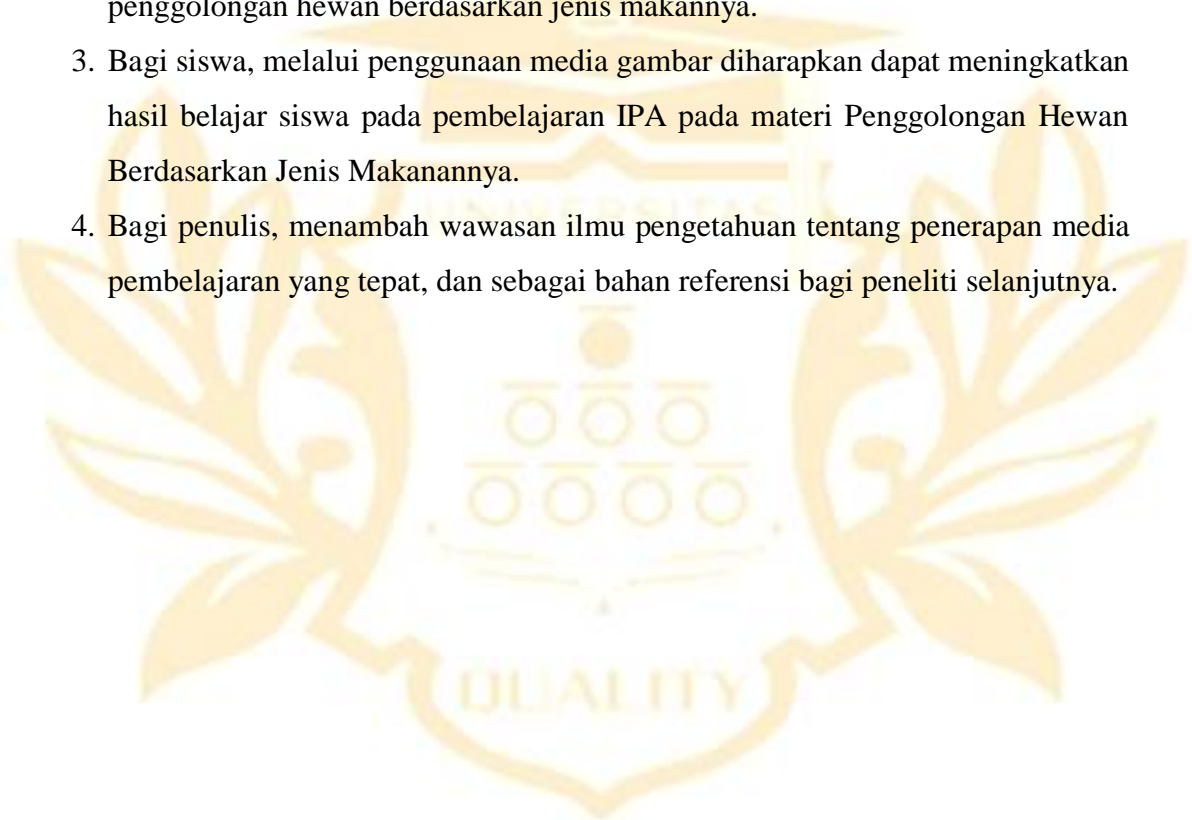 penggolongan hewan berdasarkan jenis makannya.
3. Bagi siswa, melalui penggunaan media gambar diharapkan dapat meningkatkan
hasil belajar siswa pada pembelajaran IPA pada materi Penggolongan Hewan
Berdasarkan Jenis Makanannya.
UNIVERSITAS
4. Bagi penulis, menambah wawasan ilmu pengetahuan tentang penerapan media
pembelajaran yang tepat, dan sebagai bahan referensi bagi peneliti selanjutnya.
QUALITY